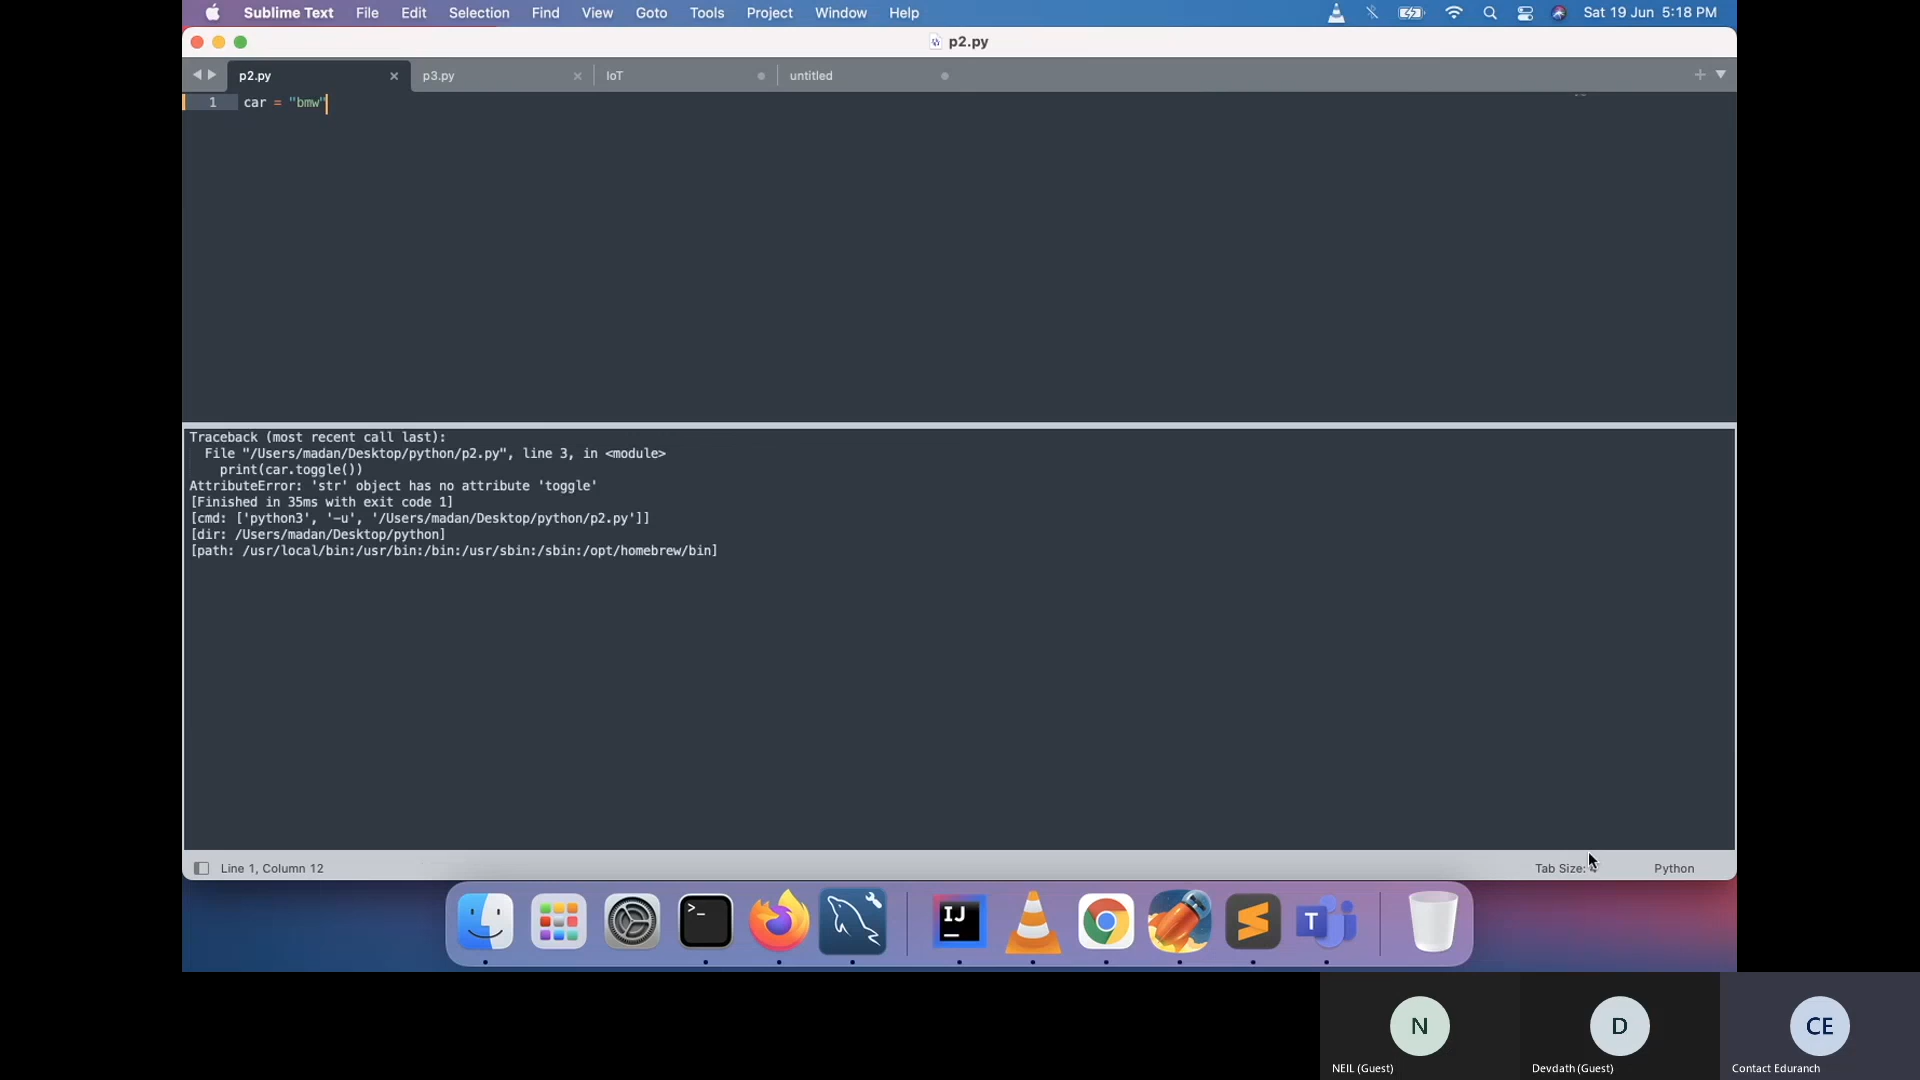 Sublime Text File Edit Selection Find View Goto Tools Project Window Help Sat 19 Jun 5:18 PM
p2.py
p2.py p3.py IoT untitled
1 car = "bmw"
Traceback (most recent call last):
File "/Users/madan/Desktop/python/p2.py", line 3, in <module>
print(car.toggle())
AttributeError: 'str' object has no attribute 'toggle'
[Finished in 35ms with exit code 1]
[cmd: ['python3', '-u', '/Users/madan/Desktop/python/p2.py']]
[dir: /Users/madan/Desktop/python]
[path: /usr/local/bin:/usr/bin:/bin:/usr/sbin:/sbin:/opt/homebrew/bin]
Line 1, Column 12 Tab Size: Python
>_ IJ T
N D CE
NEIL (Guest) Devdath (Guest) Contact Eduranch